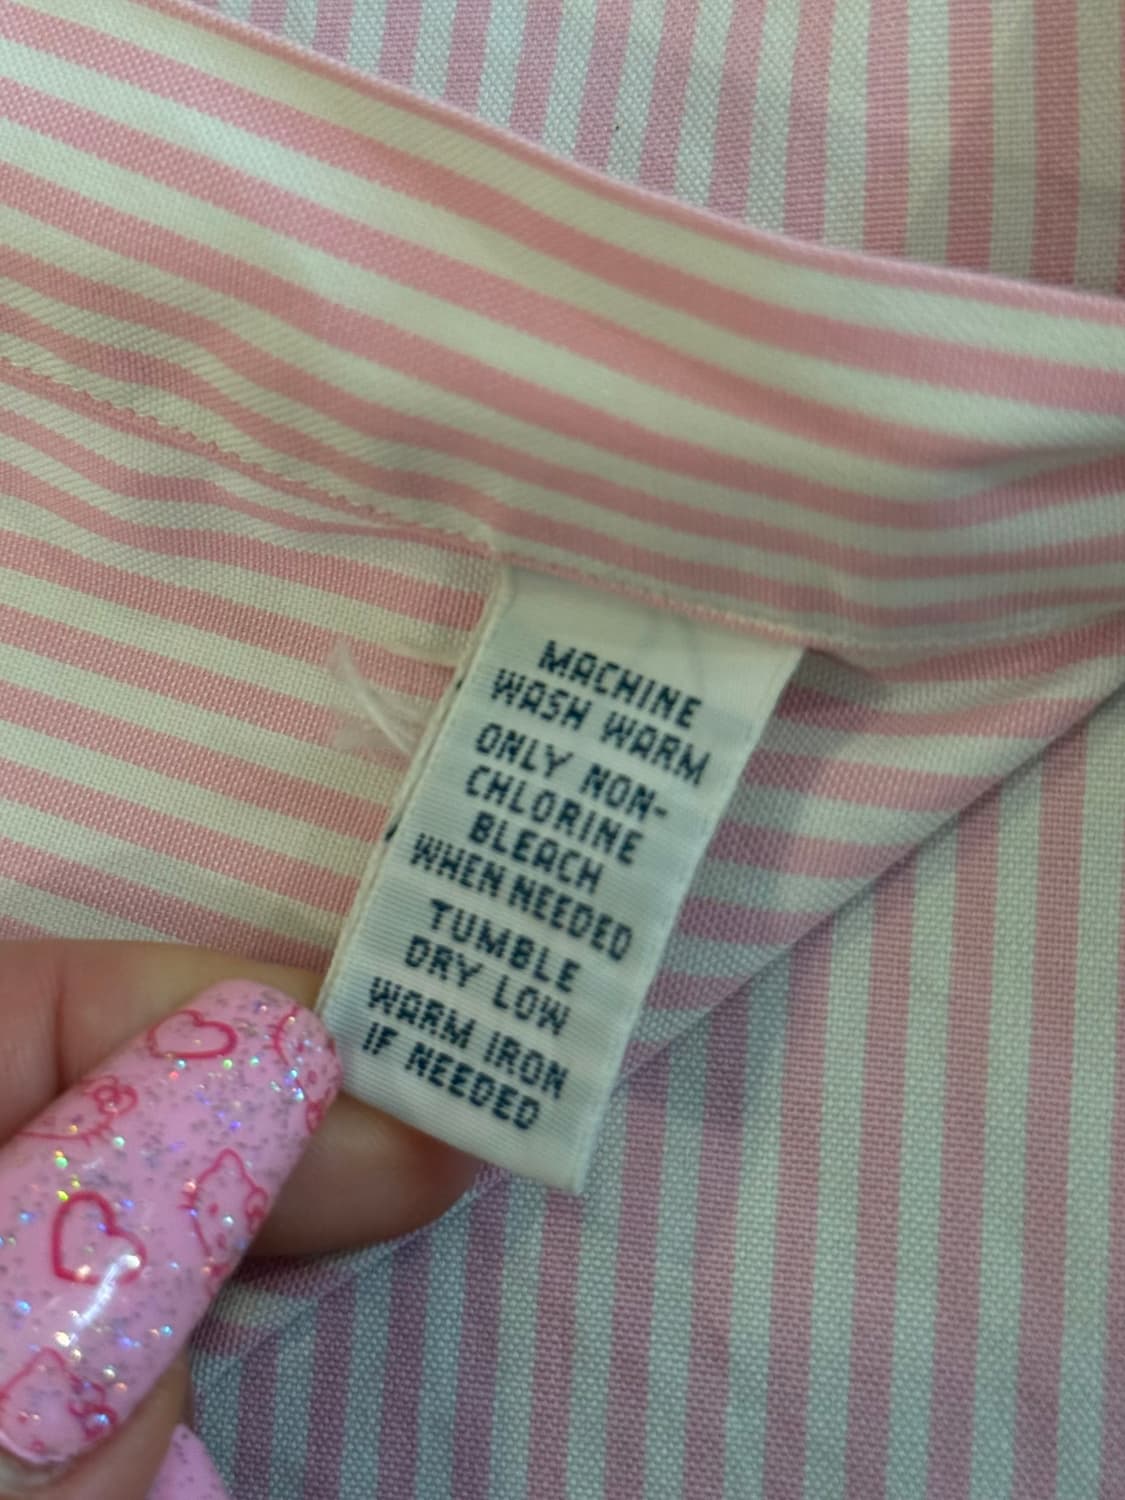 MACHINE
WASH WARM
ONLY NON-
CHLORINE
BLEACH
WHEN NEEDED
TUMBLE
DRY LOW
WARM IRON
IF NEEDED